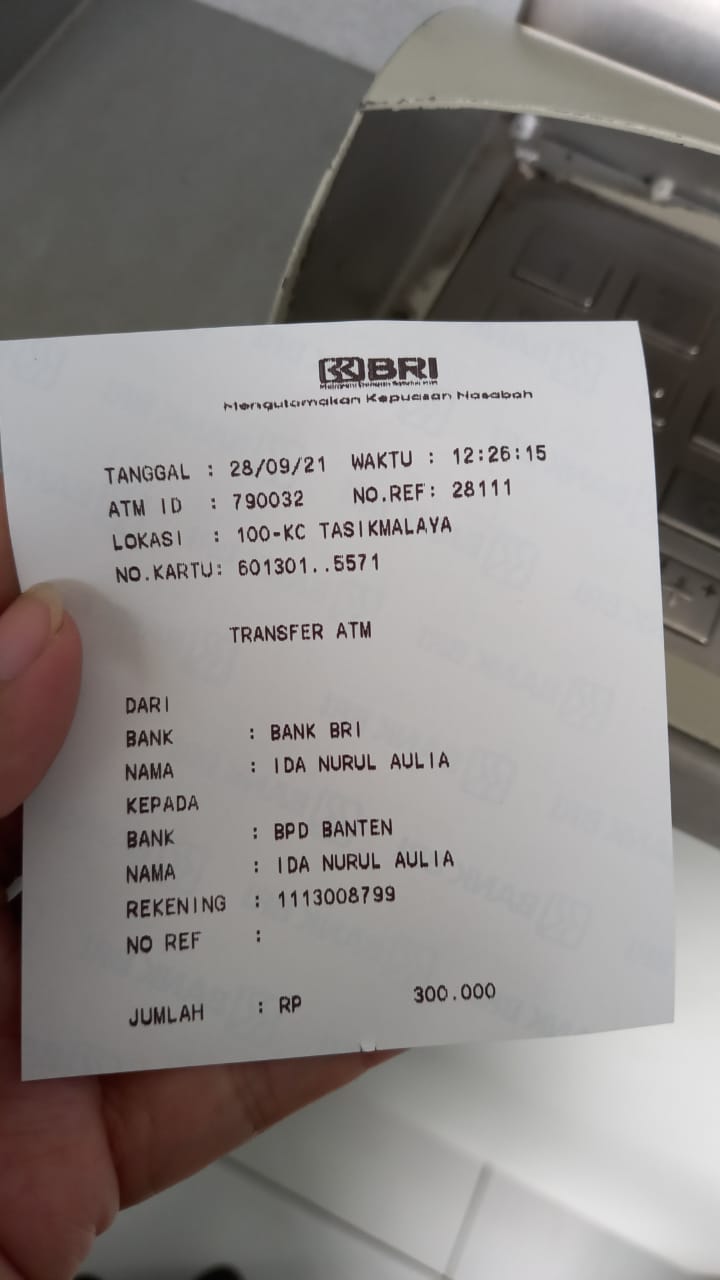 BRI
Mengutamakan Kepuasan Nasabah
TANGGAL : 28/09/21 WAKTU : 12:26:15
ATM ID : 790032 NO.REF: 28111
LOKASI : 100-KC TASIKMALAYA
NO.KARTU: 601301..5571
TRANSFER ATM
DARI
BANK : BANK BRI
NAMA : IDA NURUL AULIA
KEPADA
BANK : BPD BANTEN
NAMA : IDA NURUL AULIA
REKENING : 1113008799
NO REF :
JUMLAH : RP 300.000